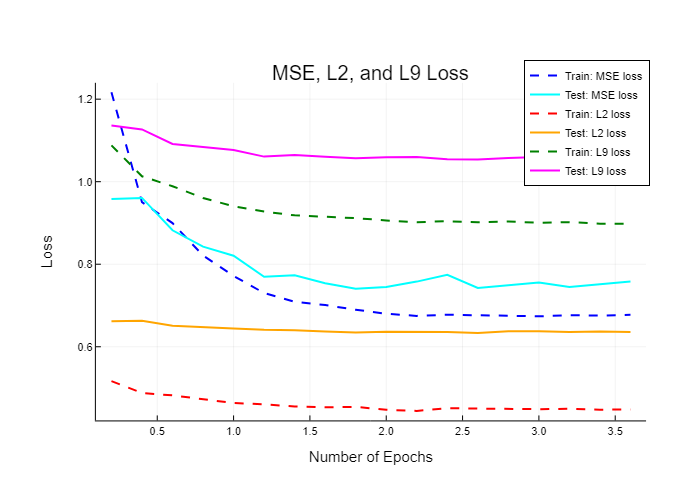 MSE, L2, and L9 Loss
Train: MSE loss
Test: MSE loss
Train: L2 loss
Test: L2 loss
Train: L9 loss
Test: L9 loss
1.2
1.0
0.8
0.6
Loss
0.5
1.0
1.5
2.0
2.5
3.0
3.5
Number of Epochs